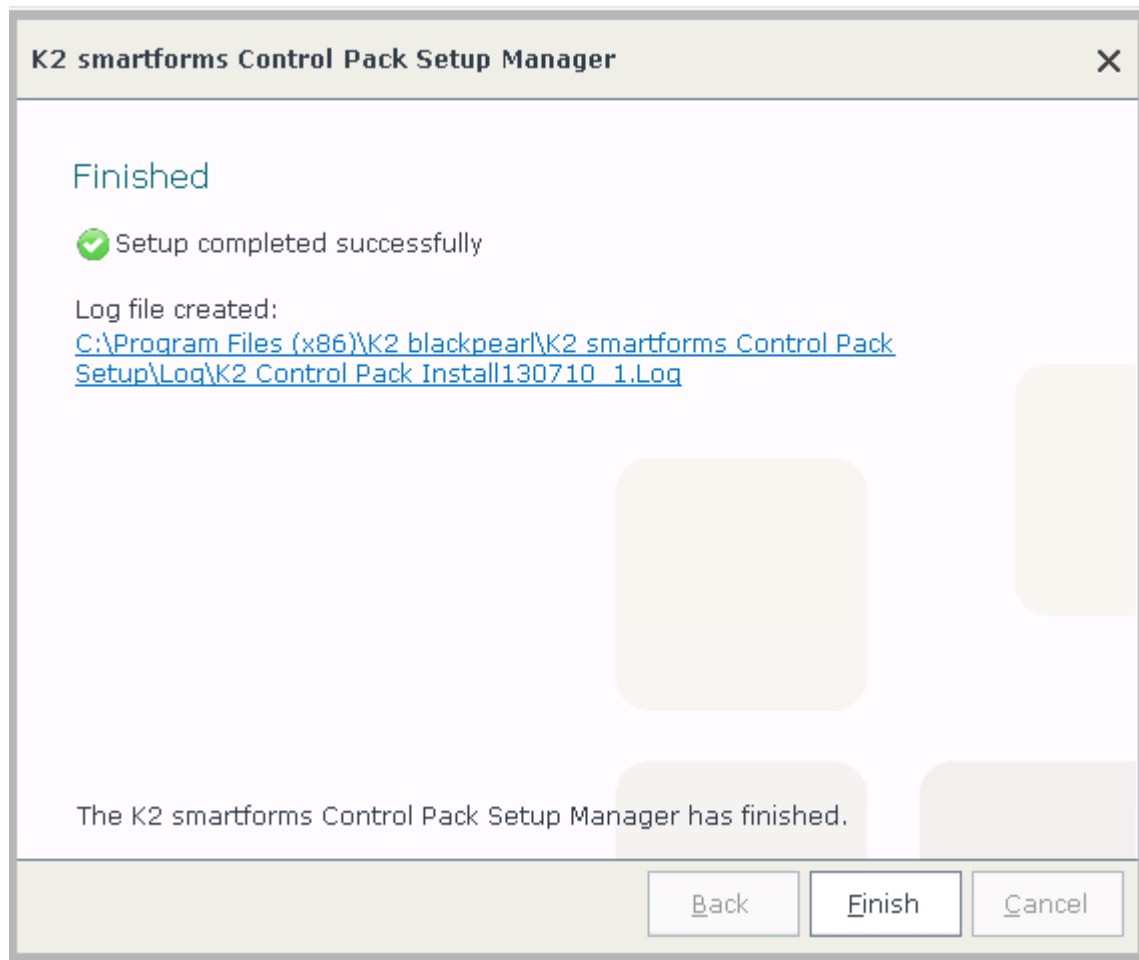 K2 smartforms Control Pack Setup Manager
Finished
Setup completed successfully
Log file created:
C:\Program Files (x86)\K2 blackpearl\K2 smartforms Control Pack
Setup\Log\K2 Control Pack Install130710_1.Log
The K2 smartforms Control Pack Setup Manager has finished.
Back
Finish
Cancel